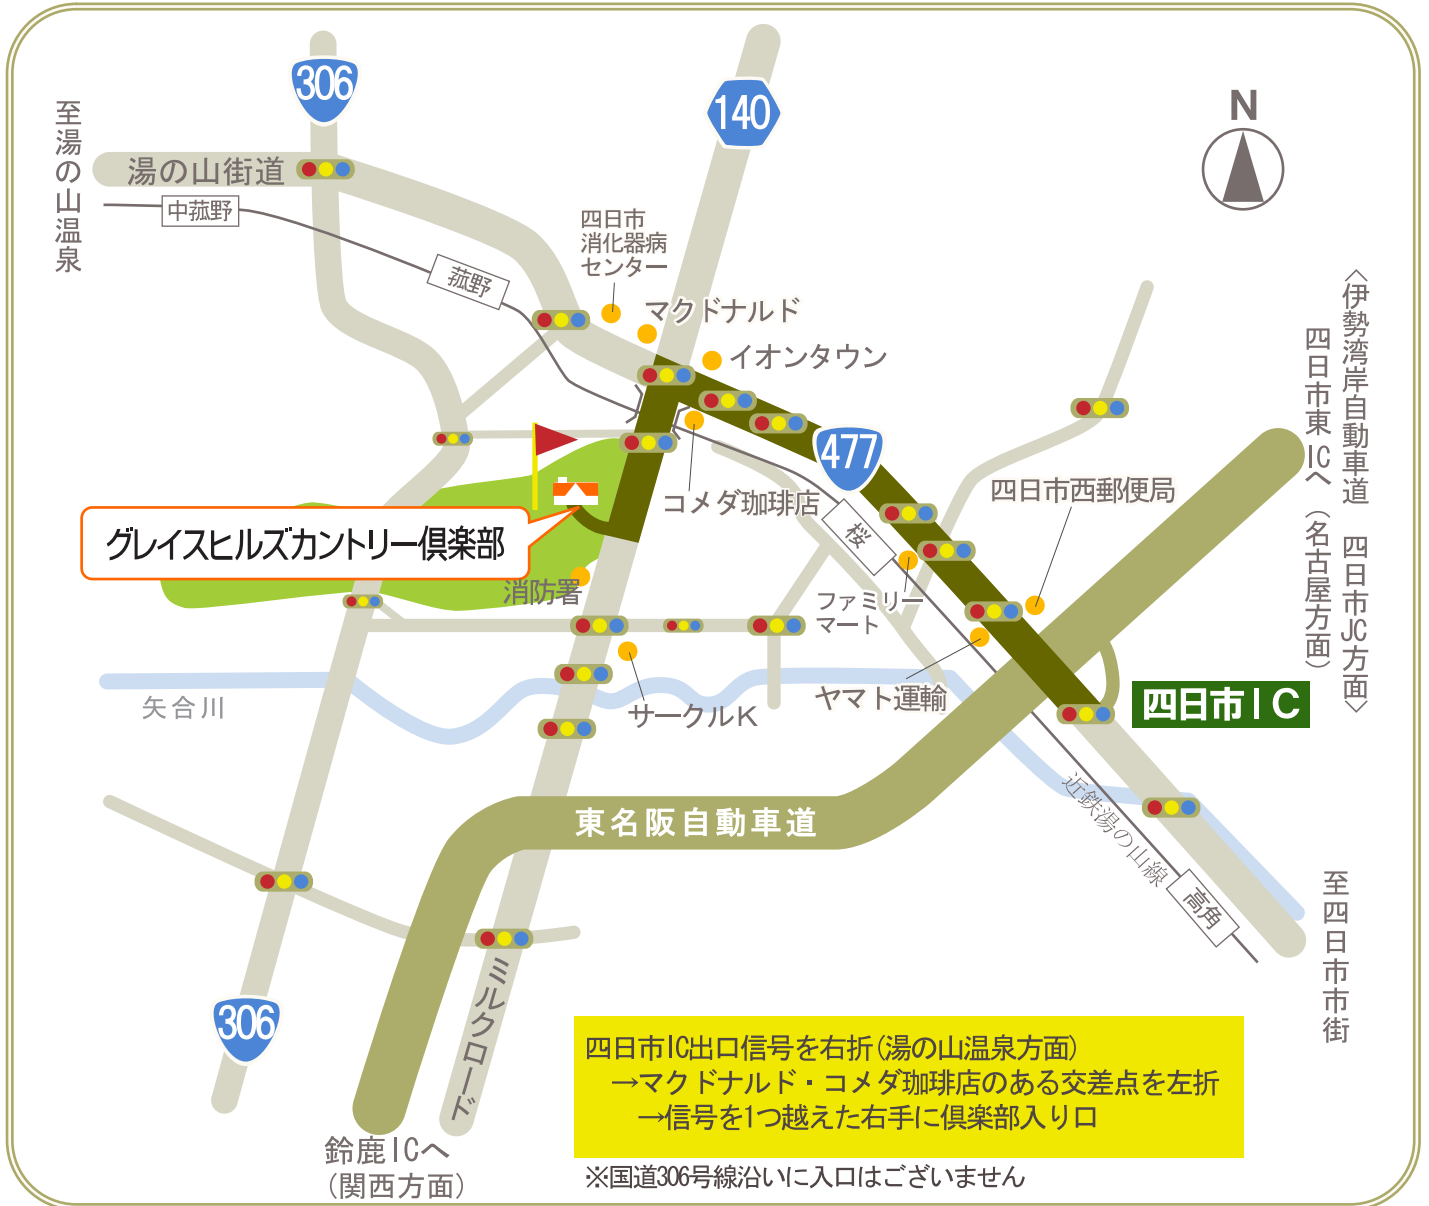 306
140
N
至湯の山温泉
湯の山街道
中菰野
菰野
四日市
消化器病
センター
マクドナルド
イオンタウン
477
コメダ珈琲店
桜
四日市西郵便局
〈伊勢湾岸自動車道 四日市JC方面〉
四日市東ICへ（名古屋方面）
グレイスヒルズカントリー倶楽部
消防署
ファミリー
マート
ヤマト運輸
矢合川
サークルK
四日市IC
近鉄湯の山線
高角
東名阪自動車道
至四日市市街
306
ミルクロード
鈴鹿ICへ
（関西方面）
四日市IC出口信号を右折(湯の山温泉方面)
→マクドナルド・コメダ珈琲店のある交差点を左折
→信号を1つ越えた右手に倶楽部入り口
※国道306号線沿いに入口はございません